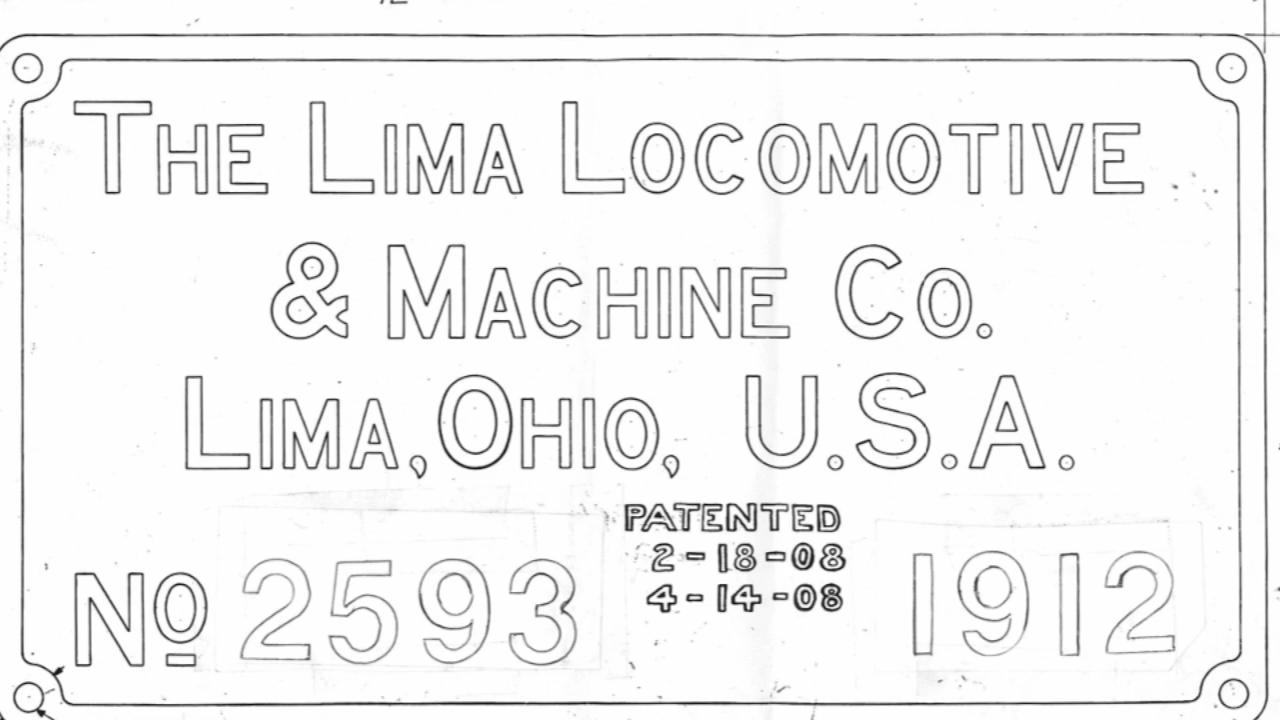 THE LIMA LOCOMOTIVE
& MACHINE CO.
LIMA, OHIO, U.S.A.
PATENTED
2-18-08
4-14-08
No 2593
1912